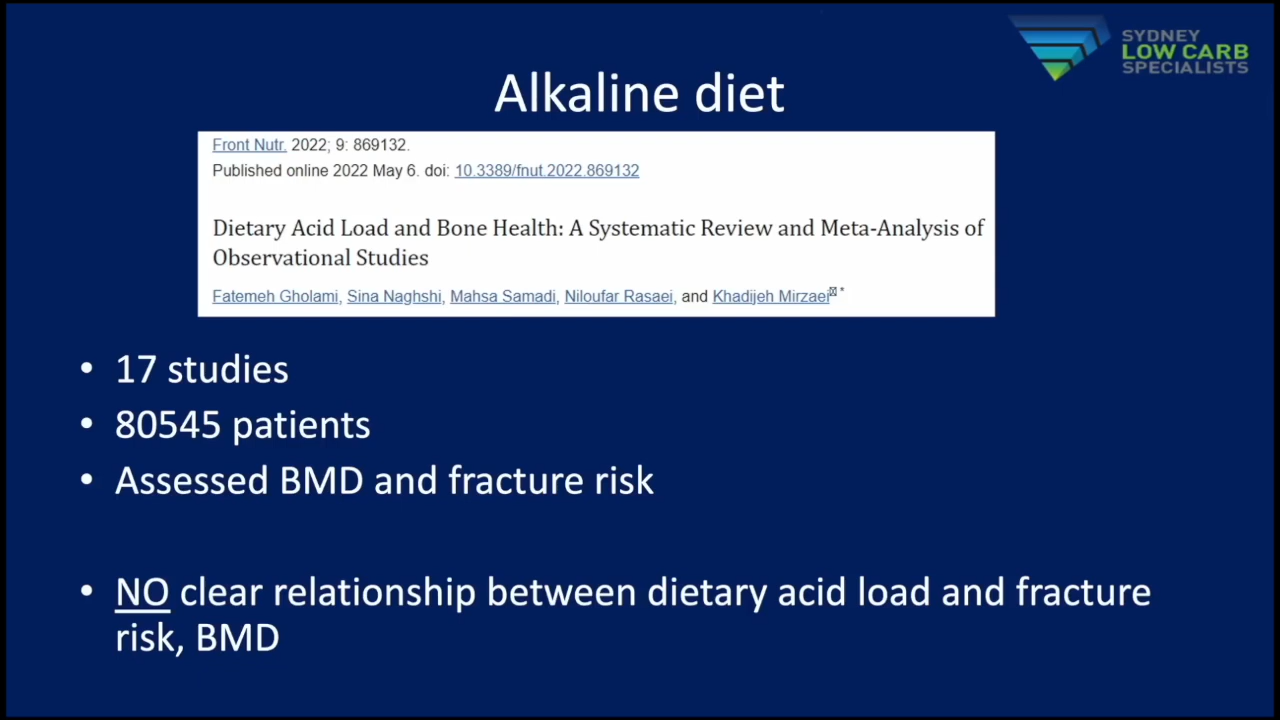 SYDNEY
LOW CARB
SPECIALISTS
Alkaline diet
Front Nutr. 2022; 9: 869132.
Published online 2022 May 6. doi: 10.3389/fnut.2022.869132
Dietary Acid Load and Bone Health: A Systematic Review and Meta-Analysis of
Observational Studies
Fatemeh Gholami, Sina Naghshi, Mahsa Samadi, Niloufar Rasaei, and Khadijeh Mirzaei*
• 17 studies
• 80545 patients
• Assessed BMD and fracture risk
• NO clear relationship between dietary acid load and fracture
risk, BMD